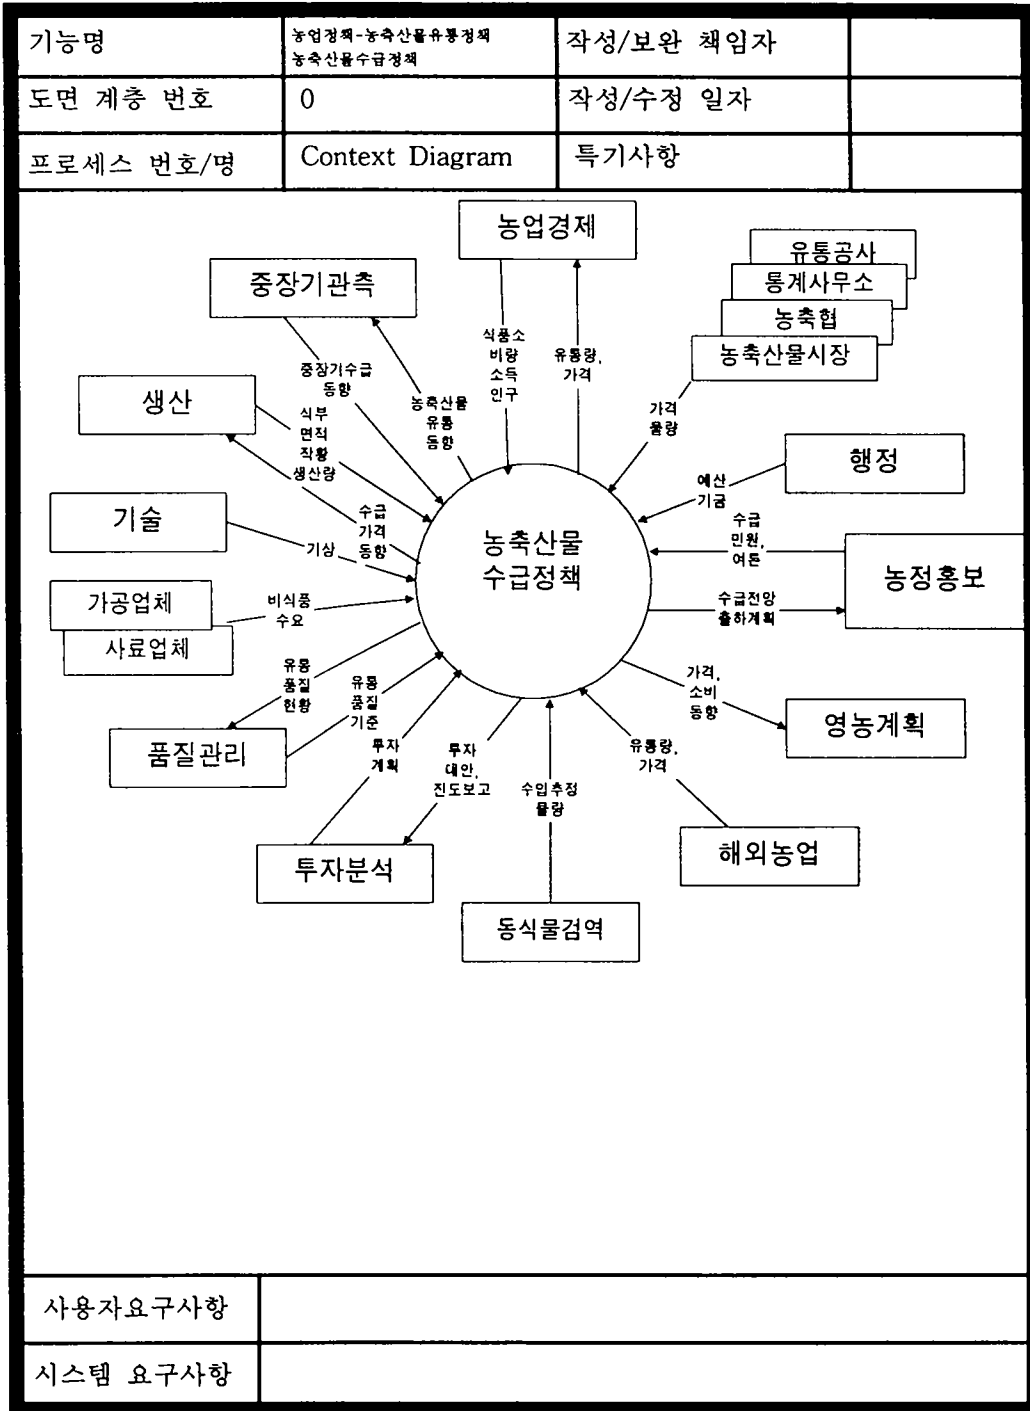 기능명
농업정책-농축산물유통정책
농축산물수급정책
작성/보완 책임자
도면 계층 번호
0
작성/수정 일자
프로세스 번호/명
Context Diagram
특기사항
농업경제
유통공사
통계사무소
농축협
농축산물시장
중장기관측
생산
기술
가공업체
사료업체
품질관리
투자분석
동식물검역
해외농업
영농계획
농정홍보
행정
농축산물
수급정책
식품소
비량
소득
인구
유통량,
가격
가격
물량
중장기수급
동향
농축산물
유통
동향
식부
면적
작황
생산량
수급
가격
동향
기상
비식품
수요
유통
품질
현황
유통
품질
기준
투자
계획
투자
대안,
진도보고
수입추정
물량
유통량,
가격
가격,
소비
동향
수급전망
출하계획
수급
민원,
여론
예산
기금
사용자요구사항
시스템 요구사항